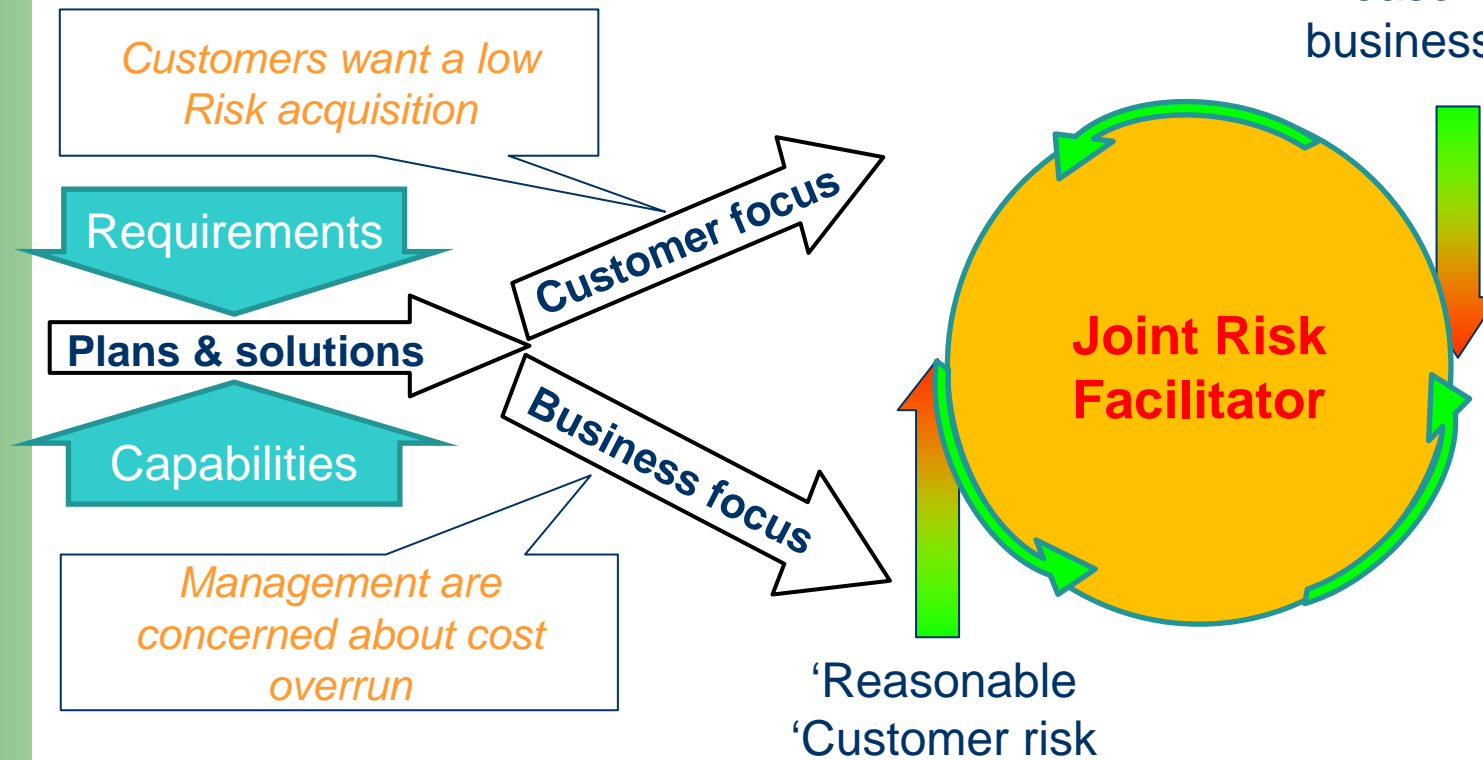 business
Customers want a low
Risk acquisition
Requirements
Customer focus
Plans & solutions
Capabilities
Business focus
Joint Risk
Facilitator
Management are
concerned about cost
overrun
‘Reasonable
‘Customer risk